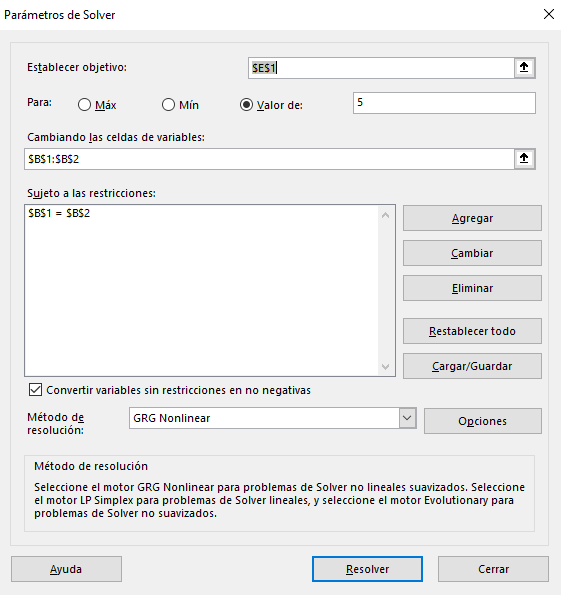 Parámetros de Solver
Establecer objetivo: $E$1
Para: Máx Mín Valor de: 5
Cambiando las celdas de variables:
$B$1:$B$2
Sujeto a las restricciones:
$B$1 = $B$2
Agregar
Cambiar
Eliminar
Restablecer todo
Cargar/Guardar
Convertir variables sin restricciones en no negativas
Método de
resolución:
GRG Nonlinear
Opciones
Método de resolución
Seleccione el motor GRG Nonlinear para problemas de Solver no lineales suavizados. Seleccione
el motor LP Simplex para problemas de Solver lineales, y seleccione el motor Evolutionary para
problemas de Solver no suavizados.
Ayuda Resolver Cerrar